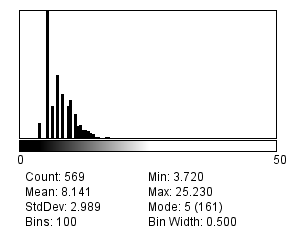 0 50
Count: 569 Min: 3.720
Mean: 8.141 Max: 25.230
StdDev: 2.989 Mode: 5 (161)
Bins: 100 Bin Width: 0.500